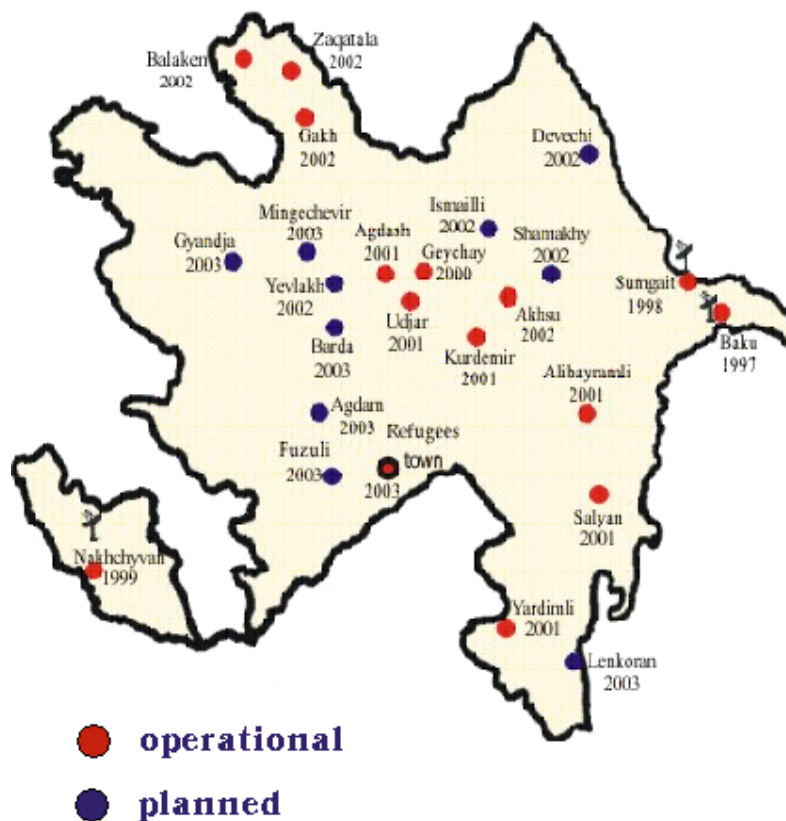 Zaqatala
2002
Balaken
2002
Gakh
2002
Devechi
2002
Mingechevir
2003
Ismailli
2002
Gyandja
2003
Agdash
2001
Geychay
2000
Shamakhy
2002
Yevlakh
2002
Sumgait
1998
Udjar
2001
Akhsu
2002
Barda
2003
Kurdemir
2001
Baku
1997
Alibayramli
2001
Agdam
2003
Refugees
town
2003
Fuzuli
2003
Salyan
2001
Nakhchyvan
1999
Yardimli
2001
Lenkoran
2003
operational
planned